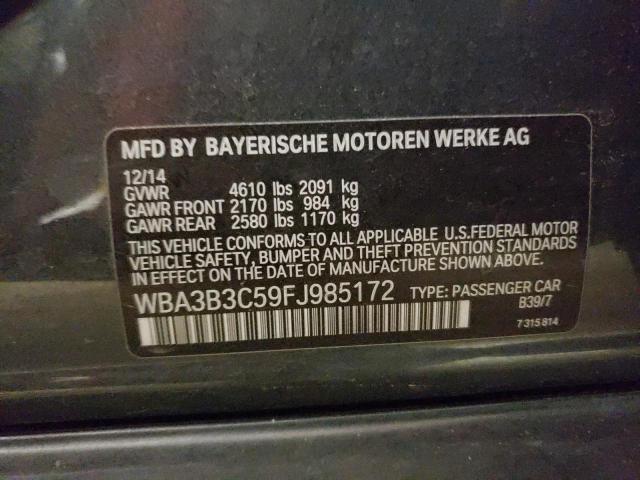 MFD BY BAYERISCHE MOTOREN WERKE AG
12/14
GVWR 4610 lbs 2091 kg
GAWR FRONT 2170 lbs 984 kg
GAWR REAR 2580 lbs 1170 kg
THIS VEHICLE CONFORMS TO ALL APPLICABLE U.S.FEDERAL MOTOR
VEHICLE SAFETY, BUMPER AND THEFT PREVENTION STANDARDS
IN EFFECT ON THE DATE OF MANUFACTURE SHOWN ABOVE.
WBA3B3C59FJ985172 TYPE: PASSENGER CAR
B39/7
7315814